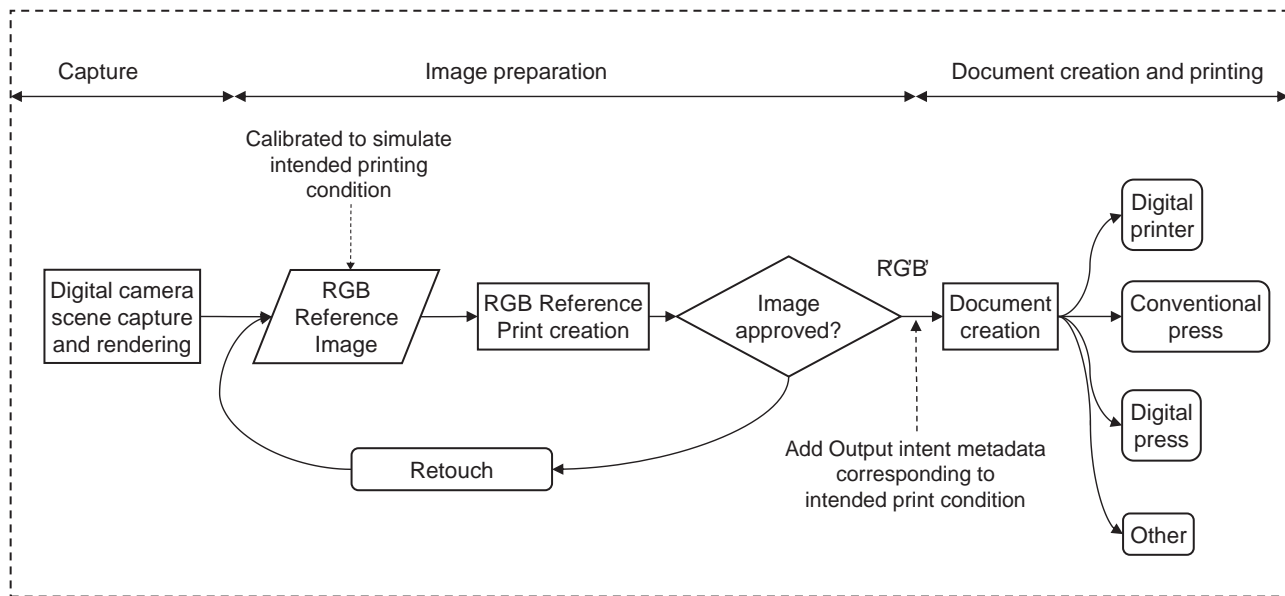 Capture
Image preparation
Document creation and printing
Calibrated to simulate
intended printing
condition
Digital camera
scene capture
and rendering
RGB
Reference
Image
RGB Reference
Print creation
Image
approved?
R'G'B'
Document
creation
Digital
printer
Conventional
press
Digital
press
Other
Retouch
Add Output intent metadata
corresponding to
intended print condition